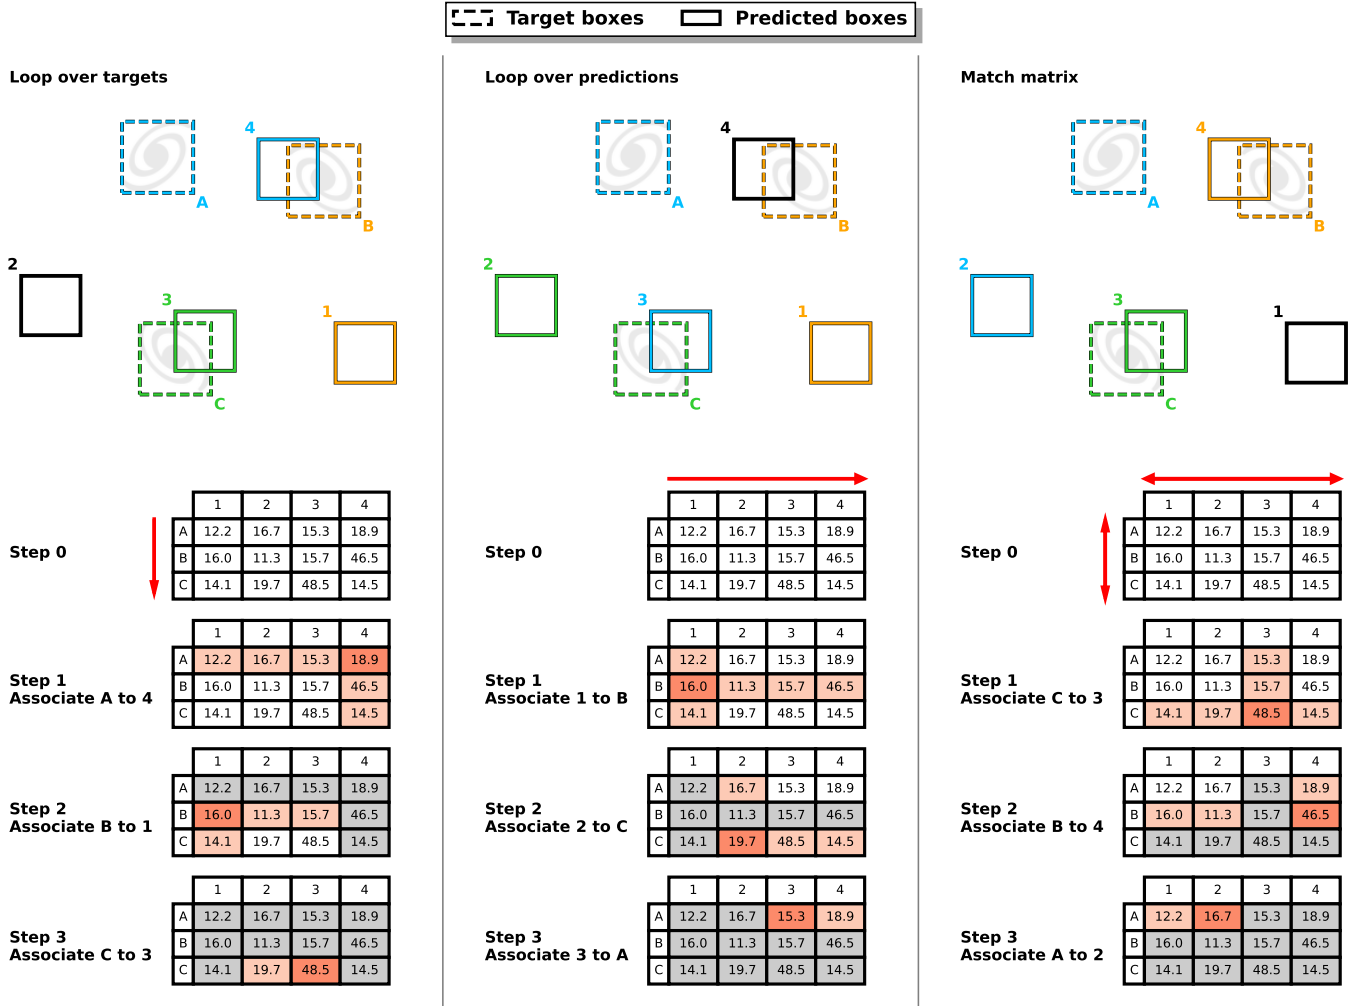 Target boxes Predicted boxes
Loop over targets
4
A
B
2
3
1
C
Step 0
1 2 3 4
A 12.2 16.7 15.3 18.9
B 16.0 11.3 15.7 46.5
C 14.1 19.7 48.5 14.5
Step 1
Associate A to 4
1 2 3 4
A 12.2 16.7 15.3 18.9
B 16.0 11.3 15.7 46.5
C 14.1 19.7 48.5 14.5
Step 2
Associate B to 1
1 2 3 4
A 12.2 16.7 15.3 18.9
B 16.0 11.3 15.7 46.5
C 14.1 19.7 48.5 14.5
Step 3
Associate C to 3
1 2 3 4
A 12.2 16.7 15.3 18.9
B 16.0 11.3 15.7 46.5
C 14.1 19.7 48.5 14.5
Loop over predictions
4
A
B
2
3
1
C
Step 0
1 2 3 4
A 12.2 16.7 15.3 18.9
B 16.0 11.3 15.7 46.5
C 14.1 19.7 48.5 14.5
Step 1
Associate 1 to B
1 2 3 4
A 12.2 16.7 15.3 18.9
B 16.0 11.3 15.7 46.5
C 14.1 19.7 48.5 14.5
Step 2
Associate 2 to C
1 2 3 4
A 12.2 16.7 15.3 18.9
B 16.0 11.3 15.7 46.5
C 14.1 19.7 48.5 14.5
Step 3
Associate 3 to A
1 2 3 4
A 12.2 16.7 15.3 18.9
B 16.0 11.3 15.7 46.5
C 14.1 19.7 48.5 14.5
Match matrix
4
A
B
2
3
1
C
Step 0
1 2 3 4
A 12.2 16.7 15.3 18.9
B 16.0 11.3 15.7 46.5
C 14.1 19.7 48.5 14.5
Step 1
Associate C to 3
1 2 3 4
A 12.2 16.7 15.3 18.9
B 16.0 11.3 15.7 46.5
C 14.1 19.7 48.5 14.5
Step 2
Associate B to 4
1 2 3 4
A 12.2 16.7 15.3 18.9
B 16.0 11.3 15.7 46.5
C 14.1 19.7 48.5 14.5
Step 3
Associate A to 2
1 2 3 4
A 12.2 16.7 15.3 18.9
B 16.0 11.3 15.7 46.5
C 14.1 19.7 48.5 14.5